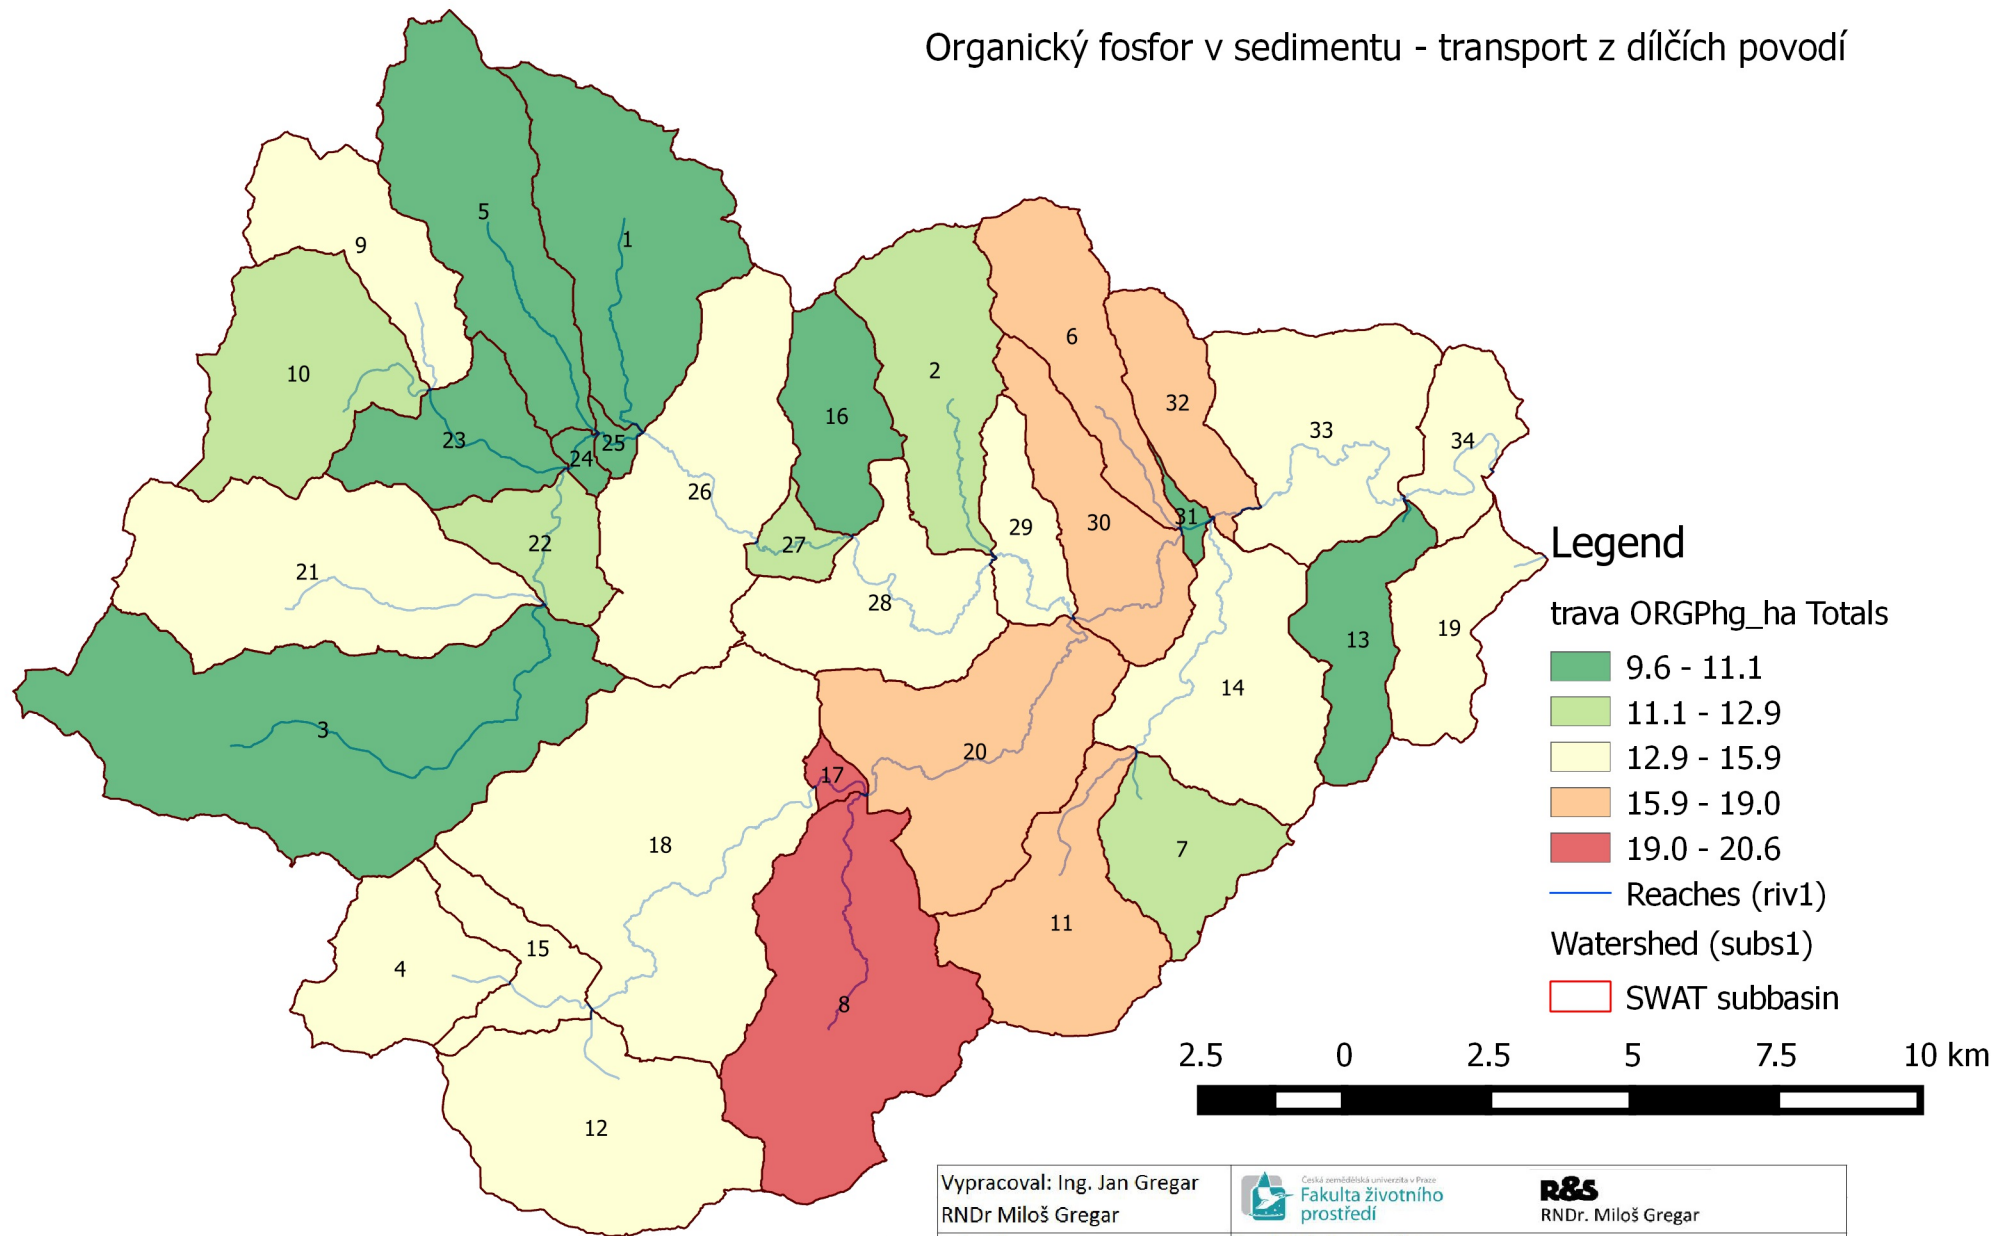 Organický fosfor v sedimentu - transport z dílčích povodí
5
1
9
6
2
10
32
16
33
34
23
25
24
26
31
30
29
22
27
21
28
19
13
14
3
20
17
18
7
11
15
4
8
12
Legend
trava ORGPhg_ha Totals
9.6 - 11.1
11.1 - 12.9
12.9 - 15.9
15.9 - 19.0
19.0 - 20.6
Reaches (riv1)
Watershed (subs1)
SWAT subbasin
2.5 0 2.5 5 7.5 10 km
Vypracoval: Ing. Jan Gregar
RNDr Miloš Gregar
Česká zemědělská univerzita v Praze
Fakulta životního
prostředí
R&S
RNDr. Miloš Gregar